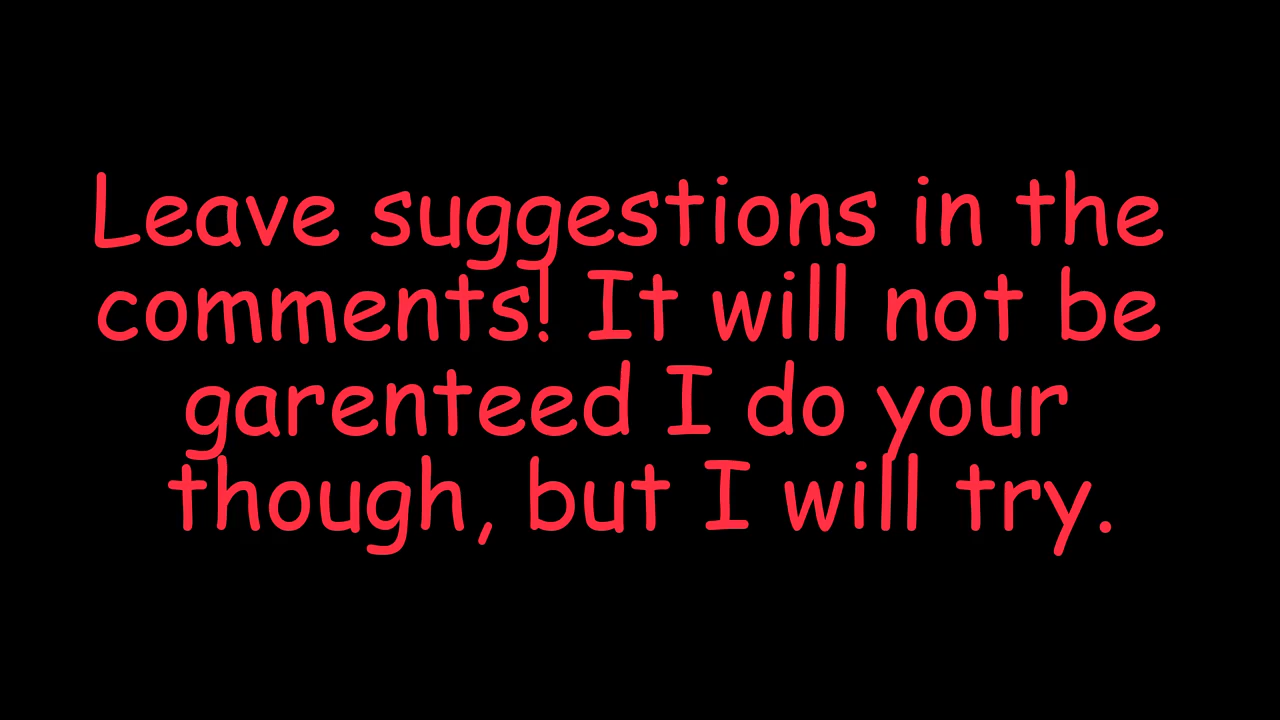 Leave suggestions in the
comments! It will not be
garenteed I do your
though, but I will try.